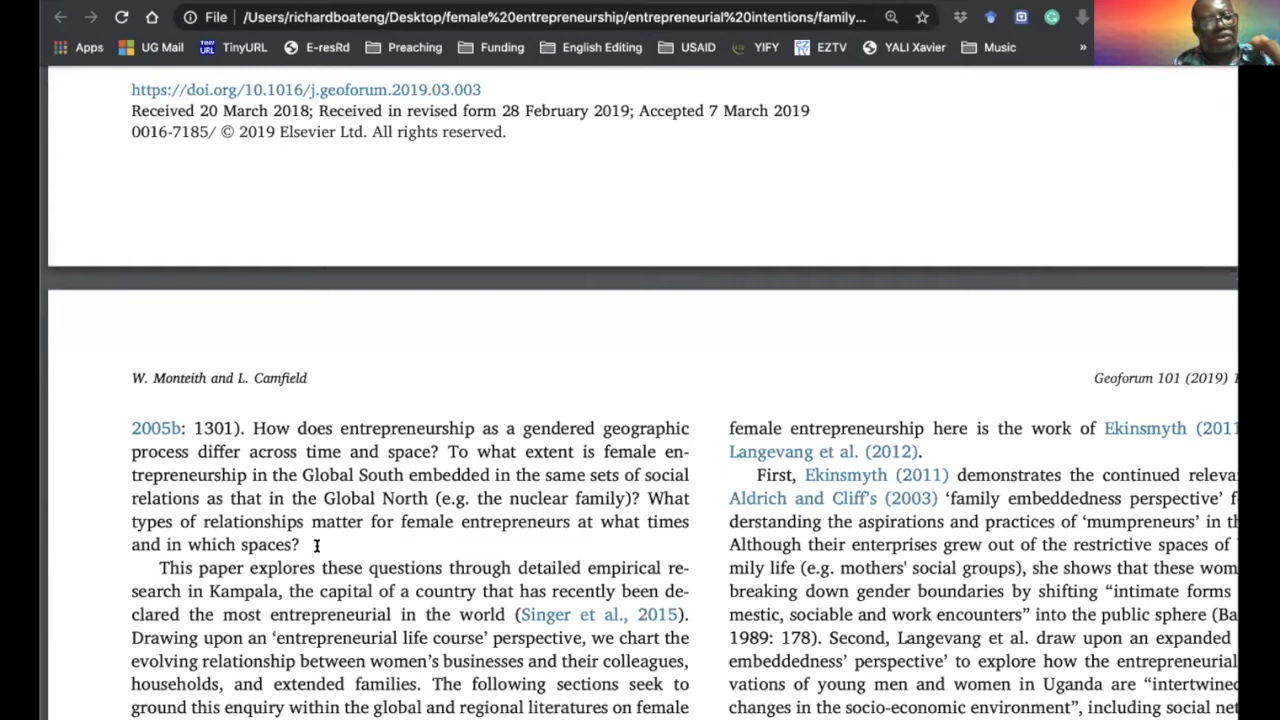 File
/Users/richardboateng/Desktop/female%20entrepreneurship/entrepreneurial%20intentions/family...
Apps
UG Mail
TINY
URL
TinyURL
E-resRd
Preaching
Funding
English Editing
USAID
YIFY
EZTV
YALI Xavier
Music
»
https://doi.org/10.1016/j.geoforum.2019.03.003
Received 20 March 2018; Received in revised form 28 February 2019; Accepted 7 March 2019
0016-7185/ © 2019 Elsevier Ltd. All rights reserved.
W. Monteith and L. Camfield
Geoforum 101 (2019)
2005b: 1301). How does entrepreneurship as a gendered geographic
process differ across time and space? To what extent is female en-
trepreneurship in the Global South embedded in the same sets of social
relations as that in the Global North (e.g. the nuclear family)? What
types of relationships matter for female entrepreneurs at what times
and in which spaces?
This paper explores these questions through detailed empirical re-
search in Kampala, the capital of a country that has recently been de-
clared the most entrepreneurial in the world (Singer et al., 2015).
Drawing upon an ‘entrepreneurial life course’ perspective, we chart the
evolving relationship between women’s businesses and their colleagues,
households, and extended families. The following sections seek to
ground this enquiry within the global and regional literatures on female
female entrepreneurship here is the work of Ekinsmyth (2011
Langevang et al. (2012).
First, Ekinsmyth (2011) demonstrates the continued releva
Aldrich and Cliff’s (2003) ‘family embeddedness perspective’ f
derstanding the aspirations and practices of ‘mumpreneurs’ in th
Although their enterprises grew out of the restrictive spaces of
mily life (e.g. mothers' social groups), she shows that these wom
breaking down gender boundaries by shifting “intimate forms
mestic, sociable and work encounters” into the public sphere (Ba
1989: 178). Second, Langevang et al. draw upon an expanded
embeddedness’ perspective’ to explore how the entrepreneurial
vations of young men and women in Uganda are “intertwined
changes in the socio-economic environment”, including social net